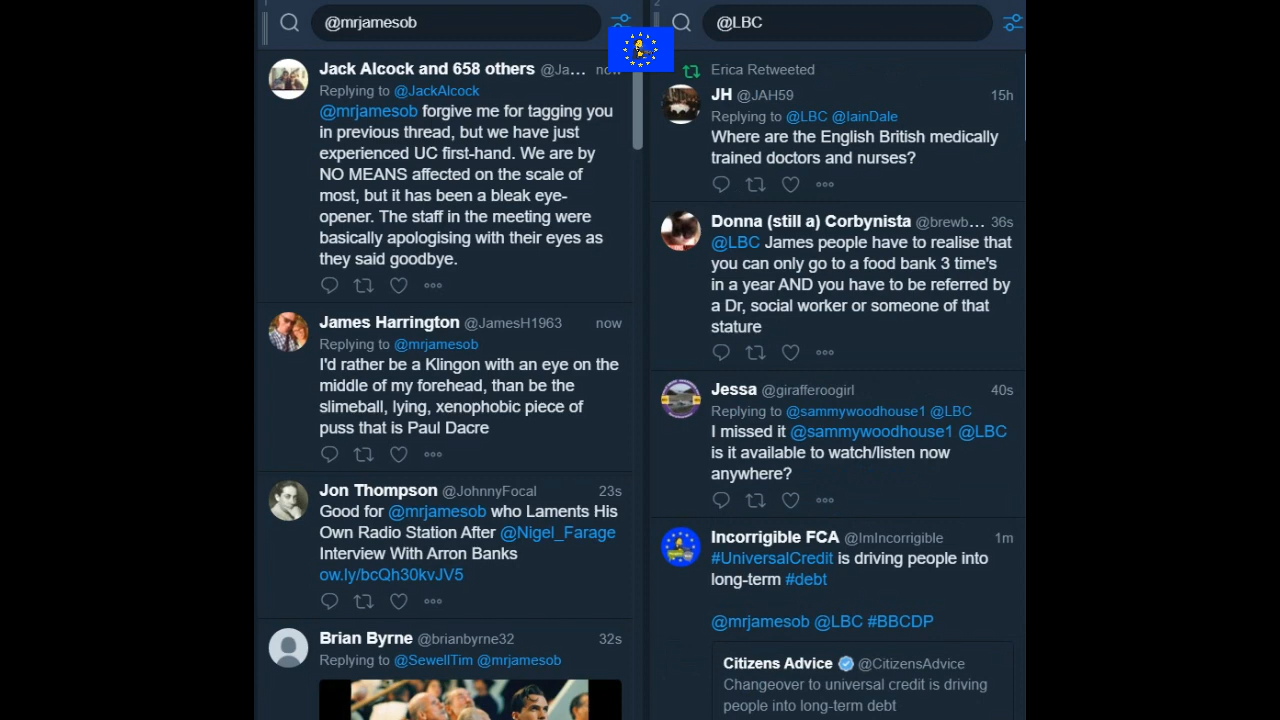 1
@mrjamesob
Jack Alcock and 658 others @Ja... now
Replying to @JackAlcock
@mrjamesob forgive me for tagging you
in previous thread, but we have just
experienced UC first-hand. We are by
NO MEANS affected on the scale of
most, but it has been a bleak eye-
opener. The staff in the meeting were
basically apologising with their eyes as
they said goodbye.
James Harrington @JamesH1963 now
Replying to @mrjamesob
I'd rather be a Klingon with an eye on the
middle of my forehead, than be the
slimeball, lying, xenophobic piece of
puss that is Paul Dacre
Jon Thompson @JohnnyFocal 23s
Good for @mrjamesob who Laments His
Own Radio Station After @Nigel_Farage
Interview With Arron Banks
ow.ly/bcQh30kvJV5
Brian Byrne @brianbyrne32 32s
Replying to @SewellTim @mrjamesob
2
@LBC
Erica Retweeted
JH @JAH59 15h
Replying to @LBC @IainDale
Where are the English British medically
trained doctors and nurses?
Donna (still a) Corbynista @brewb... 36s
@LBC James people have to realise that
you can only go to a food bank 3 time's
in a year AND you have to be referred by
a Dr, social worker or someone of that
stature
Jessa @girafferoogirl 40s
Replying to @sammywoodhouse1 @LBC
I missed it @sammywoodhouse1 @LBC
is it available to watch/listen now
anywhere?
Incorrigible FCA @ImIncorrigible 1m
#UniversalCredit is driving people into
long-term #debt
@mrjamesob @LBC #BBCDP
Citizens Advice @CitizensAdvice
Changeover to universal credit is driving
people into long-term debt